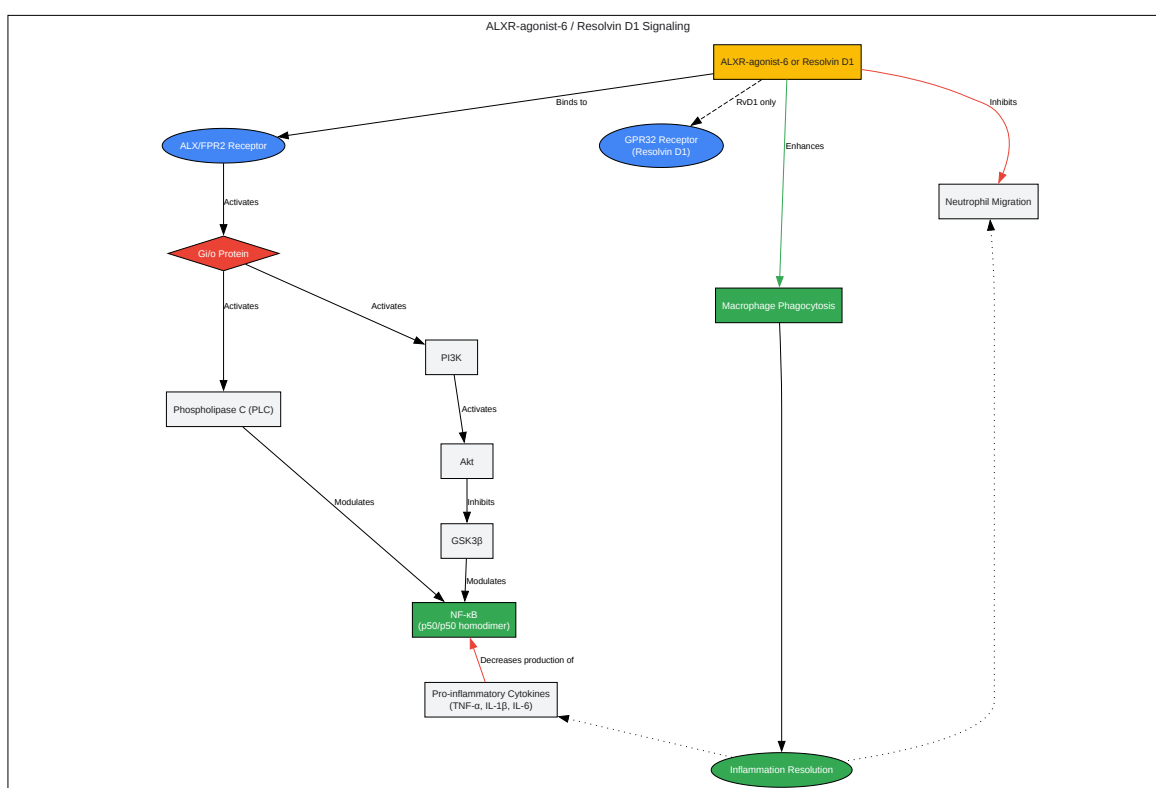 ALXR-agonist-6 / Resolvin D1 Signaling
ALXR-agonist-6 or Resolvin D1
Binds to
RvD1 only
Inhibits
ALX/FPR2 Receptor
GPR32 Receptor
(Resolvin D1)
Enhances
Activates
Neutrophil Migration
Gi/o Protein
Activates
Activates
Macrophage Phagocytosis
PI3K
Phospholipase C (PLC)
Activates
Akt
Modulates
Inhibits
GSK3β
Modulates
NF-κB
(p50/p50 homodimer)
Decreases production of
Pro-inflammatory Cytokines
(TNF-α, IL-1β, IL-6)
Inflammation Resolution